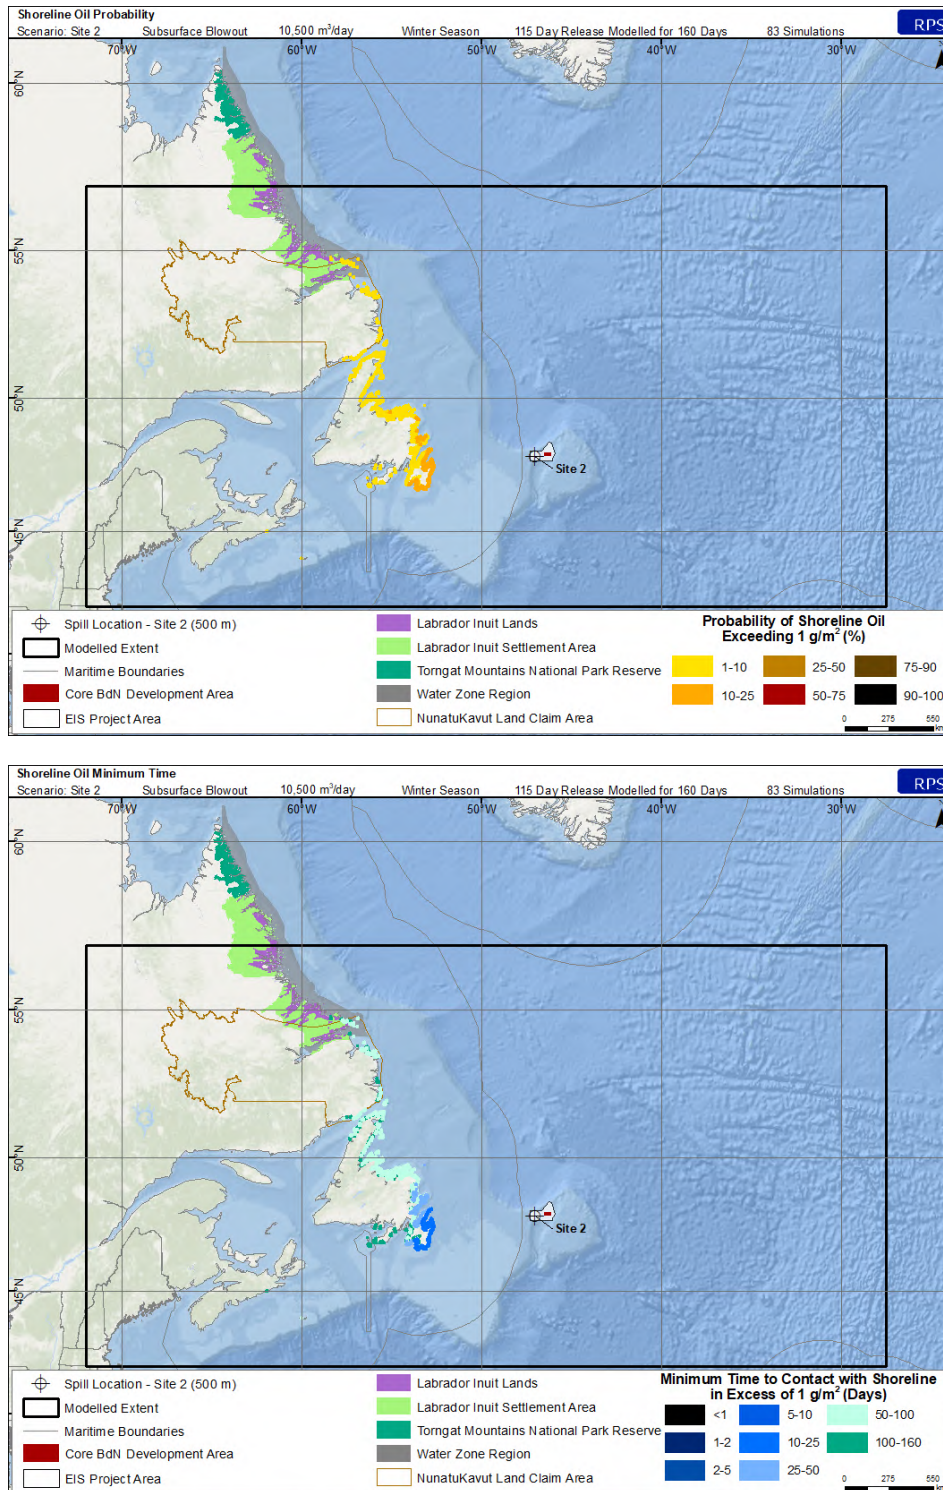 Shoreline Oil Probability
Scenario: Site 2 Subsurface Blowout 10,500 m³/day Winter Season 115 Day Release Modelled for 160 Days 83 Simulations
RPS
70°W 60°W 50°W 40°W 30°W
60°N
55°N
50°N
45°N
Site 2
Spill Location - Site 2 (500 m)
Modelled Extent
Maritime Boundaries
Core BdN Development Area
EIS Project Area
Labrador Inuit Lands
Labrador Inuit Settlement Area
Torngat Mountains National Park Reserve
Water Zone Region
NunatuKavut Land Claim Area
Probability of Shoreline Oil
Exceeding 1 g/m² (%)
1-10 25-50 75-90
10-25 50-75 90-100
0 275 550
km
Shoreline Oil Minimum Time
Scenario: Site 2 Subsurface Blowout 10,500 m³/day Winter Season 115 Day Release Modelled for 160 Days 83 Simulations
RPS
70°W 60°W 50°W 40°W 30°W
60°N
55°N
50°N
45°N
Site 2
Spill Location - Site 2 (500 m)
Modelled Extent
Maritime Boundaries
Core BdN Development Area
EIS Project Area
Labrador Inuit Lands
Labrador Inuit Settlement Area
Torngat Mountains National Park Reserve
Water Zone Region
NunatuKavut Land Claim Area
Minimum Time to Contact with Shoreline
in Excess of 1 g/m² (Days)
<1 5-10 50-100
1-2 10-25 100-160
2-5 25-50
0 275 550
km